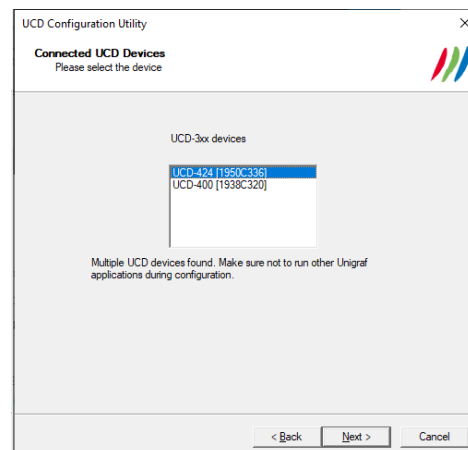 UCD Configuration Utility
Connected UCD Devices
Please select the device
UCD-3xx devices
UCD-424 [1950C336]
UCD-400 [1938C320]
Multiple UCD devices found. Make sure not to run other Unigraf
applications during configuration.
< Back
Next >
Cancel